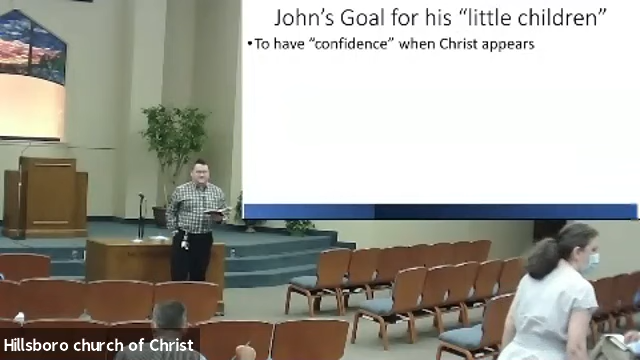 John's Goal for his “little children”
•To have “confidence” when Christ appears
Hillsboro church of Christ